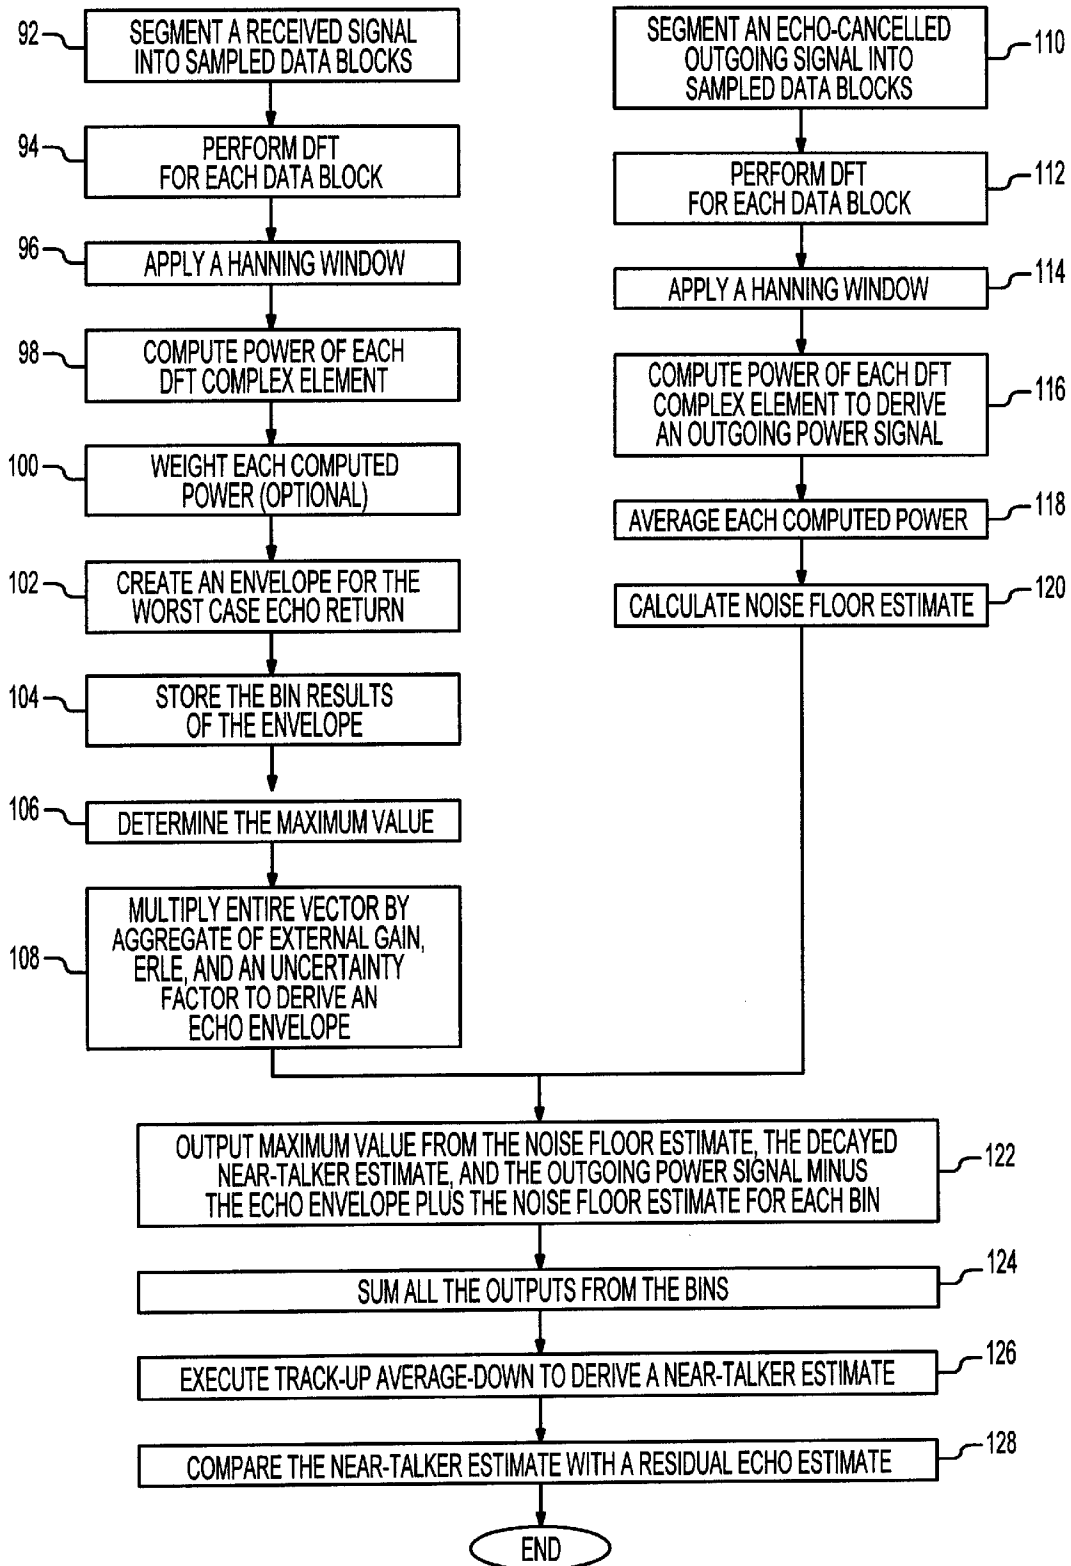 92
SEGMENT A RECEIVED SIGNAL
INTO SAMPLED DATA BLOCKS
94
PERFORM DFT
FOR EACH DATA BLOCK
96
APPLY A HANNING WINDOW
98
COMPUTE POWER OF EACH
DFT COMPLEX ELEMENT
100
WEIGHT EACH COMPUTED
POWER (OPTIONAL)
102
CREATE AN ENVELOPE FOR THE
WORST CASE ECHO RETURN
104
STORE THE BIN RESULTS
OF THE ENVELOPE
106
DETERMINE THE MAXIMUM VALUE
108
MULTIPLY ENTIRE VECTOR BY
AGGREGATE OF EXTERNAL GAIN,
ERLE, AND AN UNCERTAINTY
FACTOR TO DERIVE AN
ECHO ENVELOPE
SEGMENT AN ECHO-CANCELLED
OUTGOING SIGNAL INTO
SAMPLED DATA BLOCKS
110
PERFORM DFT
FOR EACH DATA BLOCK
112
APPLY A HANNING WINDOW
114
COMPUTE POWER OF EACH DFT
COMPLEX ELEMENT TO DERIVE
AN OUTGOING POWER SIGNAL
116
AVERAGE EACH COMPUTED POWER
118
CALCULATE NOISE FLOOR ESTIMATE
120
OUTPUT MAXIMUM VALUE FROM THE NOISE FLOOR ESTIMATE, THE DECAYED
NEAR-TALKER ESTIMATE, AND THE OUTGOING POWER SIGNAL MINUS
THE ECHO ENVELOPE PLUS THE NOISE FLOOR ESTIMATE FOR EACH BIN
122
SUM ALL THE OUTPUTS FROM THE BINS
124
EXECUTE TRACK-UP AVERAGE-DOWN TO DERIVE A NEAR-TALKER ESTIMATE
126
COMPARE THE NEAR-TALKER ESTIMATE WITH A RESIDUAL ECHO ESTIMATE
128
END